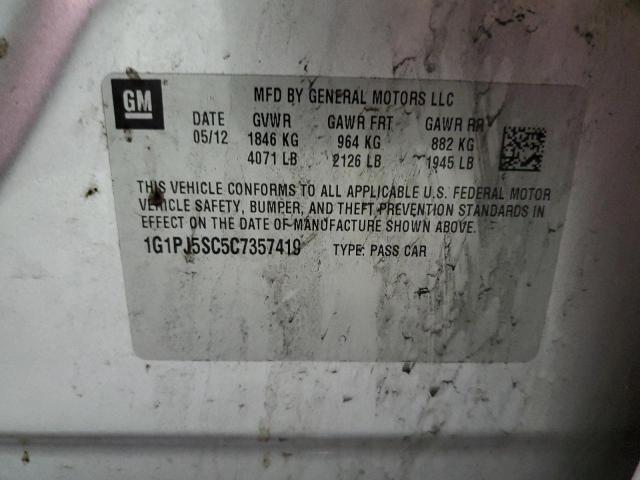 GM
MFD BY GENERAL MOTORS LLC
DATE GVWR GAWR FRT GAWR RR
05/12 1846 KG 964 KG 882 KG
4071 LB 2126 LB 1945 LB
THIS VEHICLE CONFORMS TO ALL APPLICABLE U.S. FEDERAL MOTOR
VEHICLE SAFETY, BUMPER, AND THEFT PREVENTION STANDARDS IN
EFFECT ON THE DATE OF MANUFACTURE SHOWN ABOVE.
1G1PJ5SC5C7357419 TYPE: PASS CAR